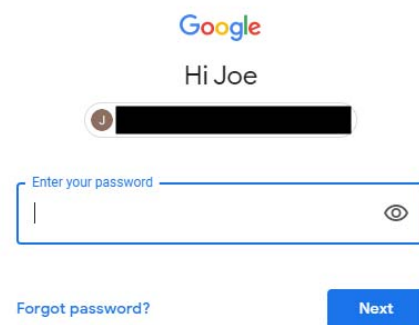 Google
Hi Joe
J
Enter your password
Forgot password?
Next